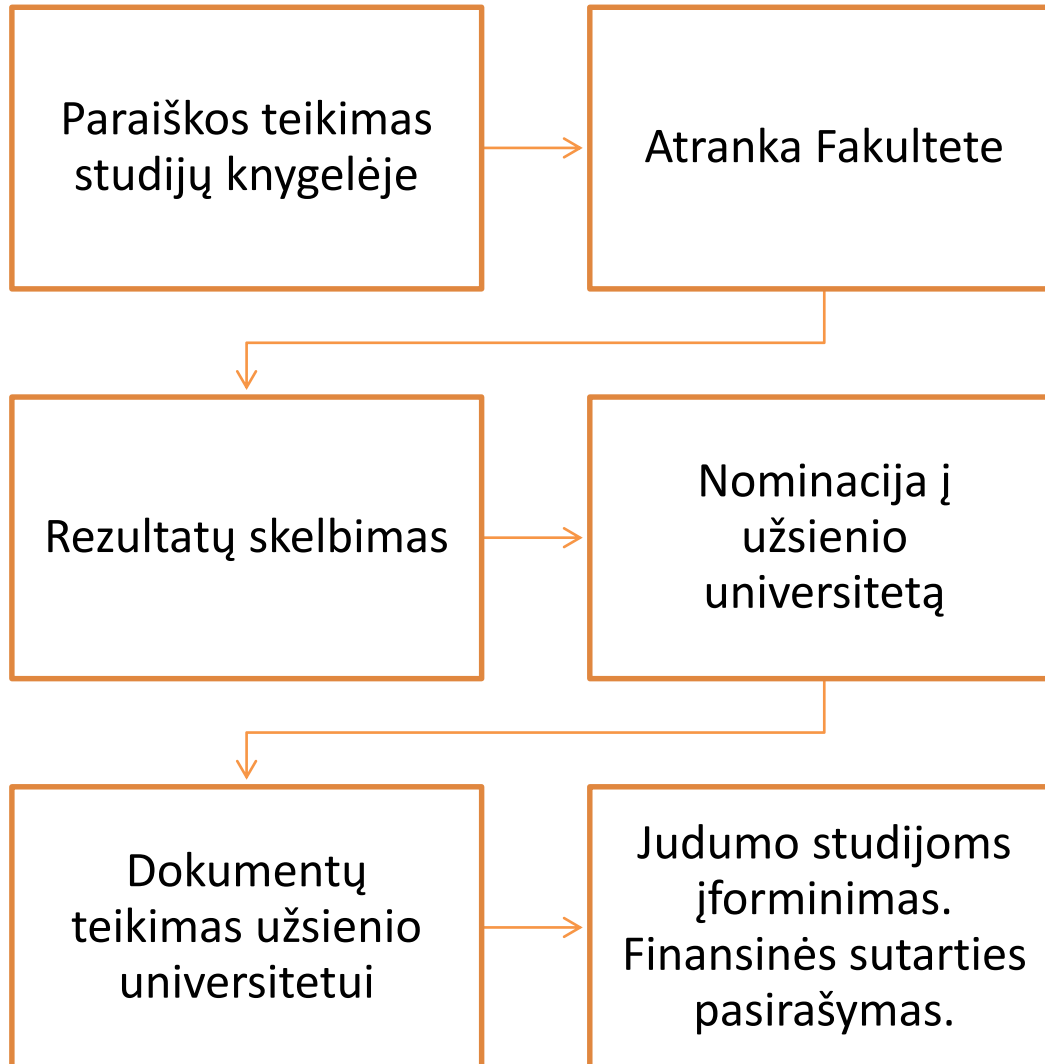 Paraiškos teikimas
studijų knygelėje
Atranka Fakultete
Rezultatų skelbimas
Nominacija į
užsienio
universitetą
Dokumentų
teikimas užsienio
universitetui
Judumo studijoms
įforminimas.
Finansinės sutarties
pasirašymas.